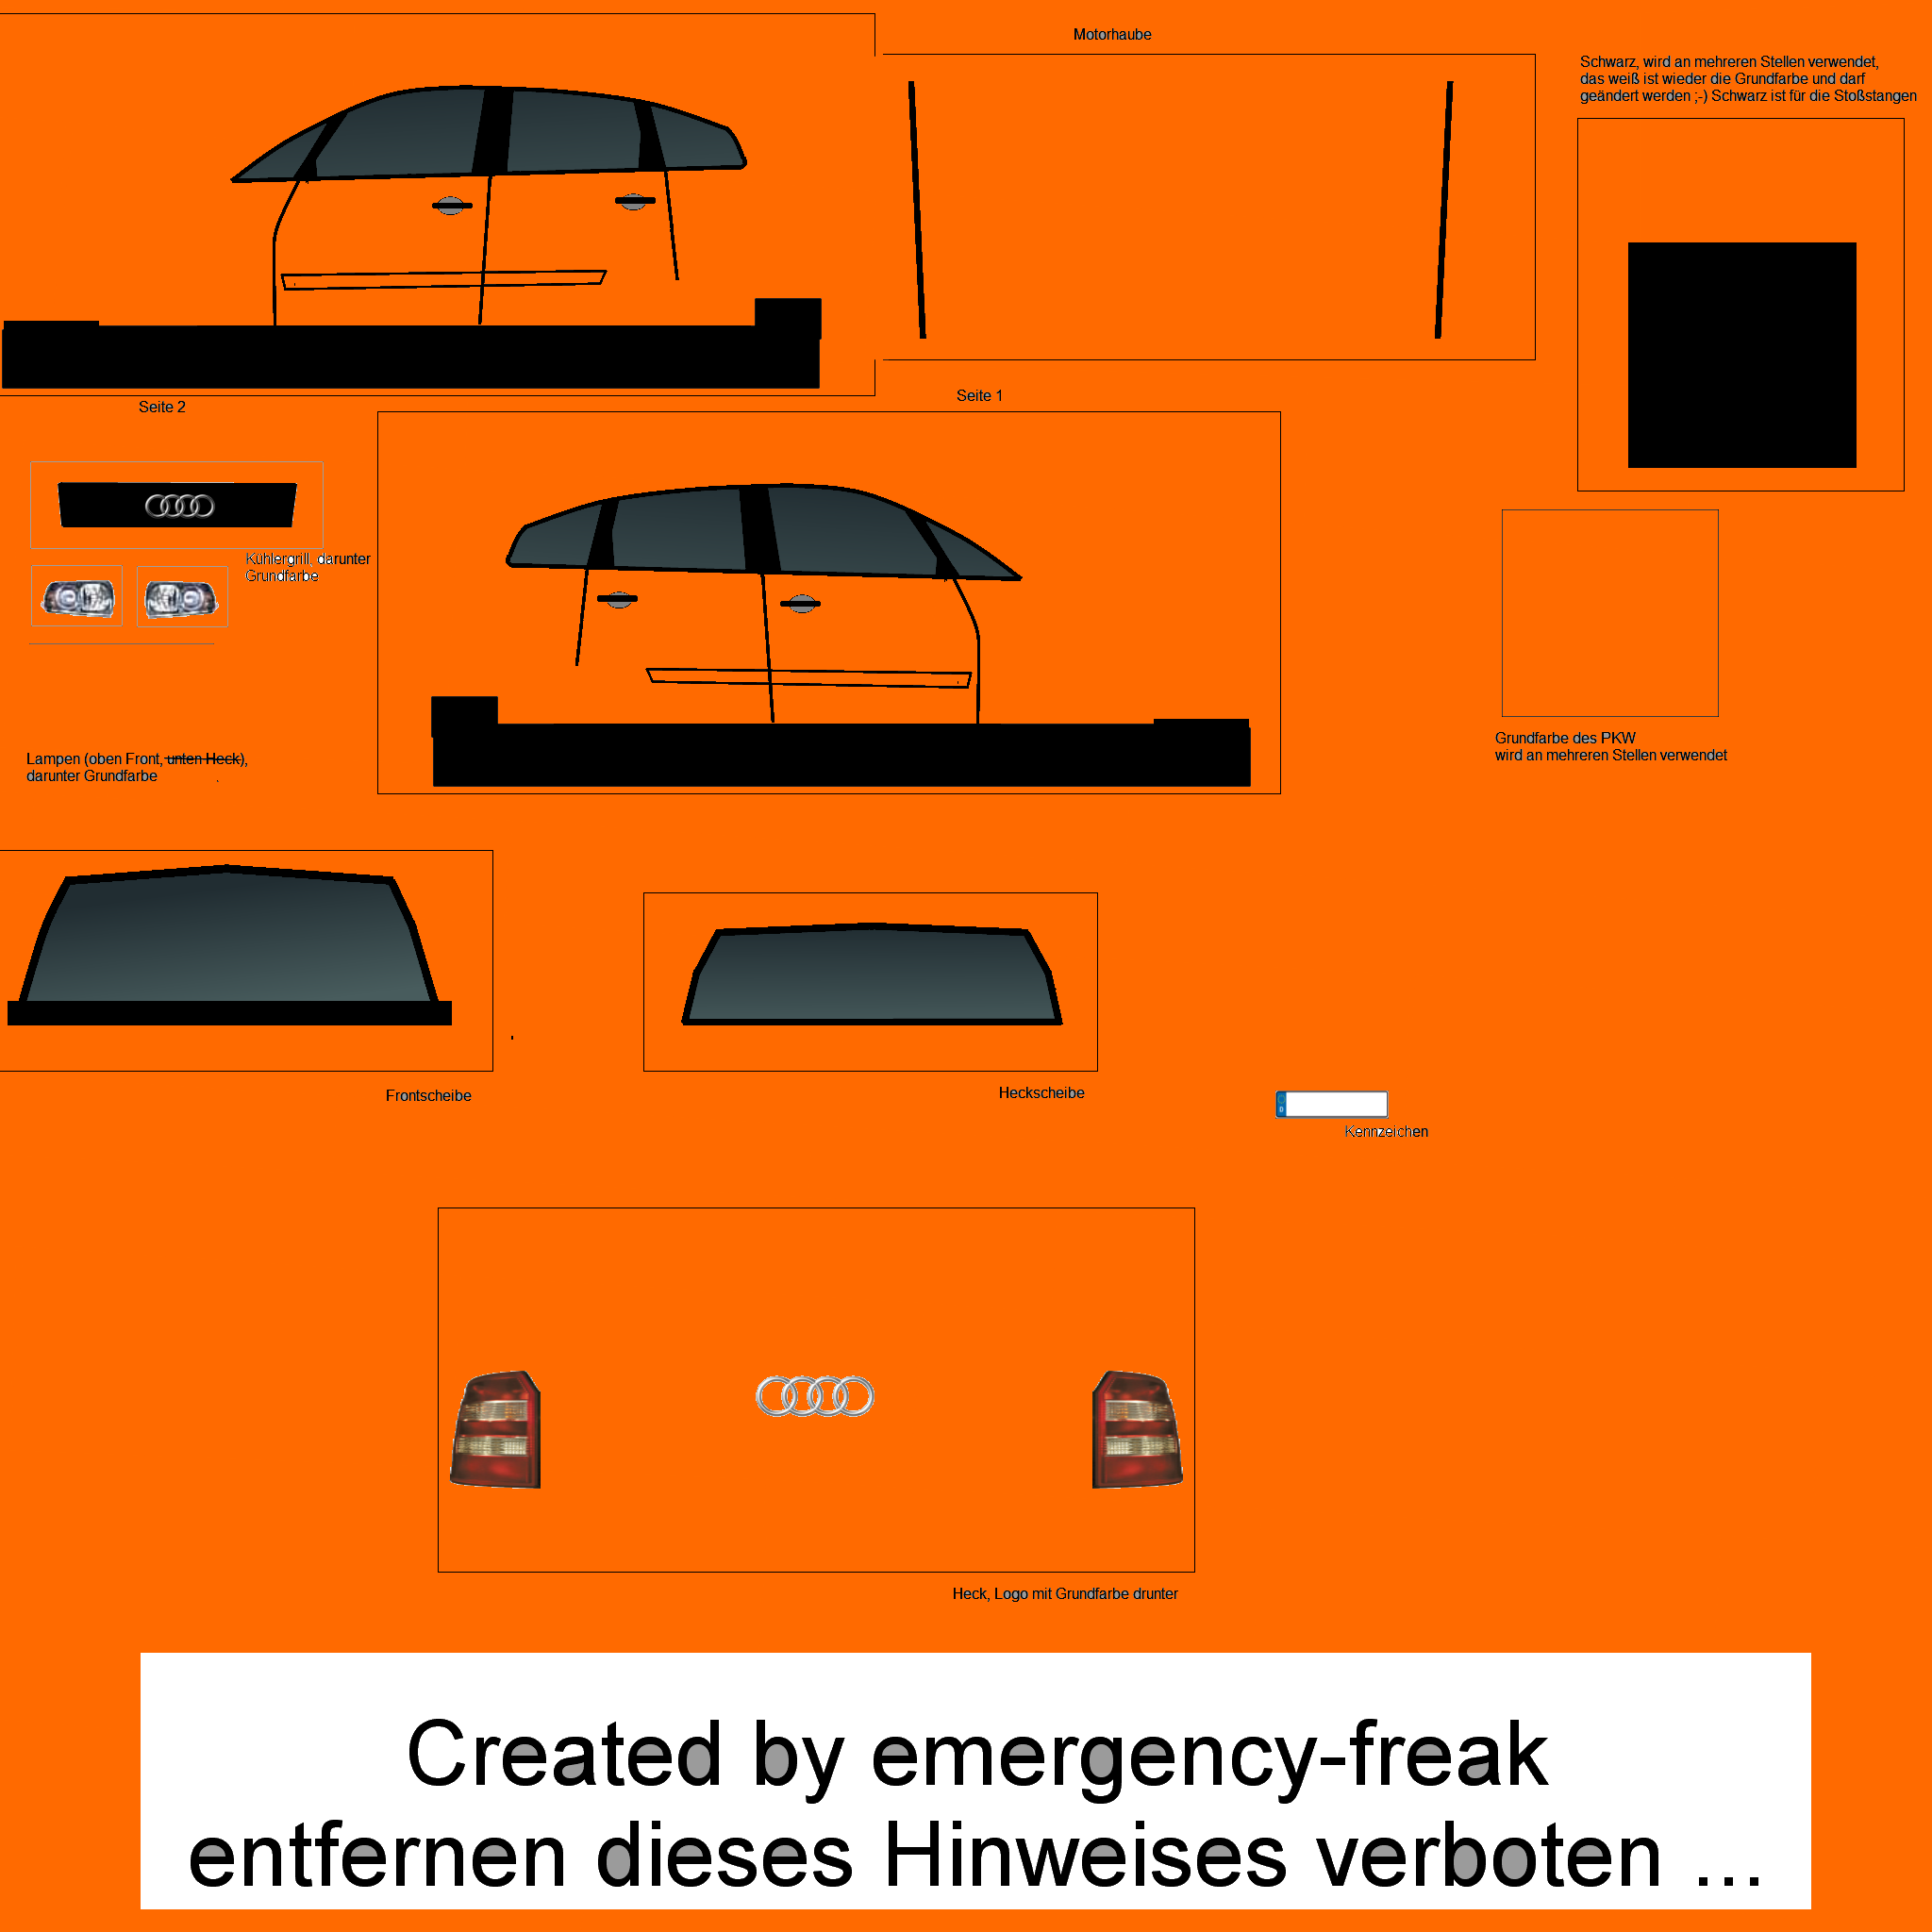 Motorhaube
Schwarz, wird an mehreren Stellen verwendet,
das weiß ist wieder die Grundfarbe und darf
geändert werden ;-) Schwarz ist für die Stoßstangen
Seite 2
Seite 1
Kühlergrill, darunter
Grundfarbe
Lampen (oben Front, unten Heck),
darunter Grundfarbe
Grundfarbe des PKW
wird an mehreren Stellen verwendet
Frontscheibe
Heckscheibe
D
Kennzeichen
Heck, Logo mit Grundfarbe drunter
Created by emergency-freak
entfernen dieses Hinweises verboten ...